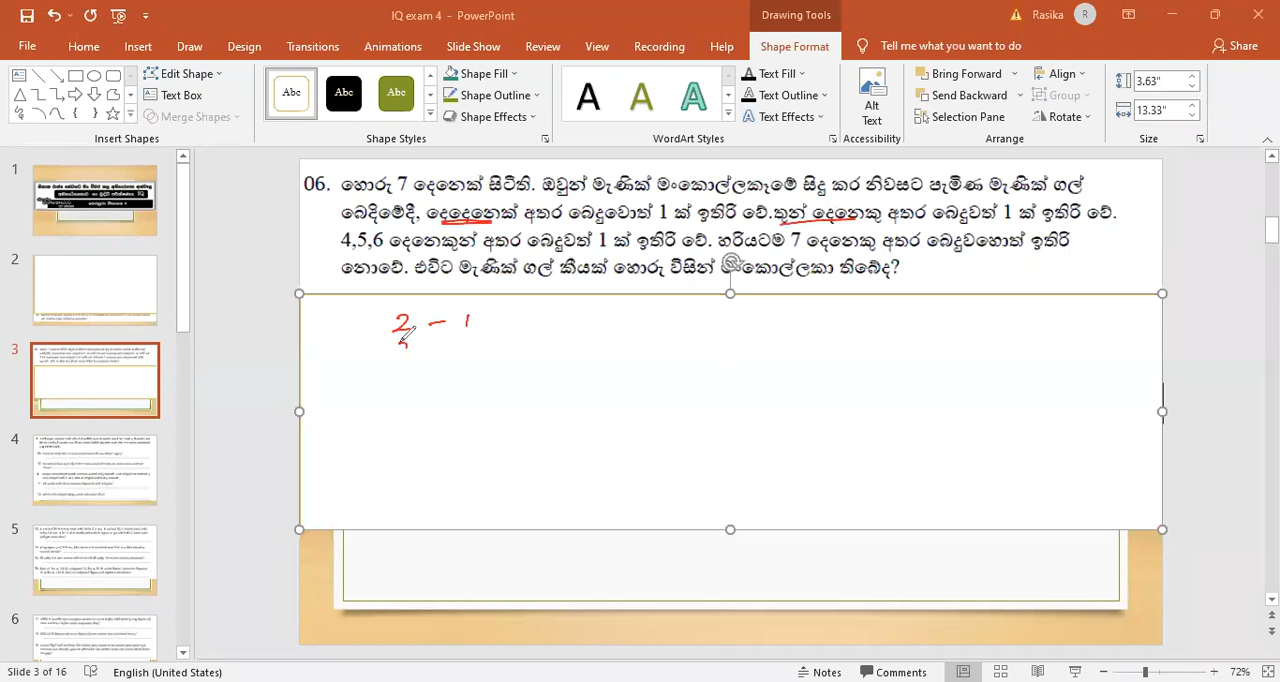 IQ exam 4 - PowerPoint
Drawing Tools
Rasika
R
File Home Insert Draw Design Transitions Animations Slide Show Review View Recording Help Shape Format Tell me what you want to do Share
Edit Shape
Text Box
Merge Shapes
Insert Shapes
Abc Abc Abc
Shape Fill
Shape Outline
Shape Effects
Shape Styles
A A A
Text Fill
Text Outline
Text Effects
WordArt Styles
Alt Text
Accessibility
Bring Forward
Send Backward
Selection Pane
Align
Group
Rotate
Arrange
3.63"
13.33"
Size
1
2
3
4
5
6
06. හොරු 7 දෙනෙක් සිටිති. ඔවුන් මැණික් මංකොල්ලකෑමේ සිදු කර නිවසට පැමිණ මැණික් ගල්
බෙදිමේදී, දෙදෙනෙක් අතර බෙදුවොත් 1 ක් ඉතිරි වේ.තුන් දෙනෙකු අතර බෙදුවත් 1 ක් ඉතිරි වේ.
4,5,6 දෙනෙකුන් අතර බෙදුවත් 1 ක් ඉතිරි වේ. හරියටම 7 දෙනෙකු අතර බෙදුවහොත් ඉතිරි
නොවේ. එවිට මැණික් ගල් කීයක් හොරු විසින් කොල්ලකා තිබේද?
2 – 1
Slide 3 of 16 English (United States) Notes Comments 72%